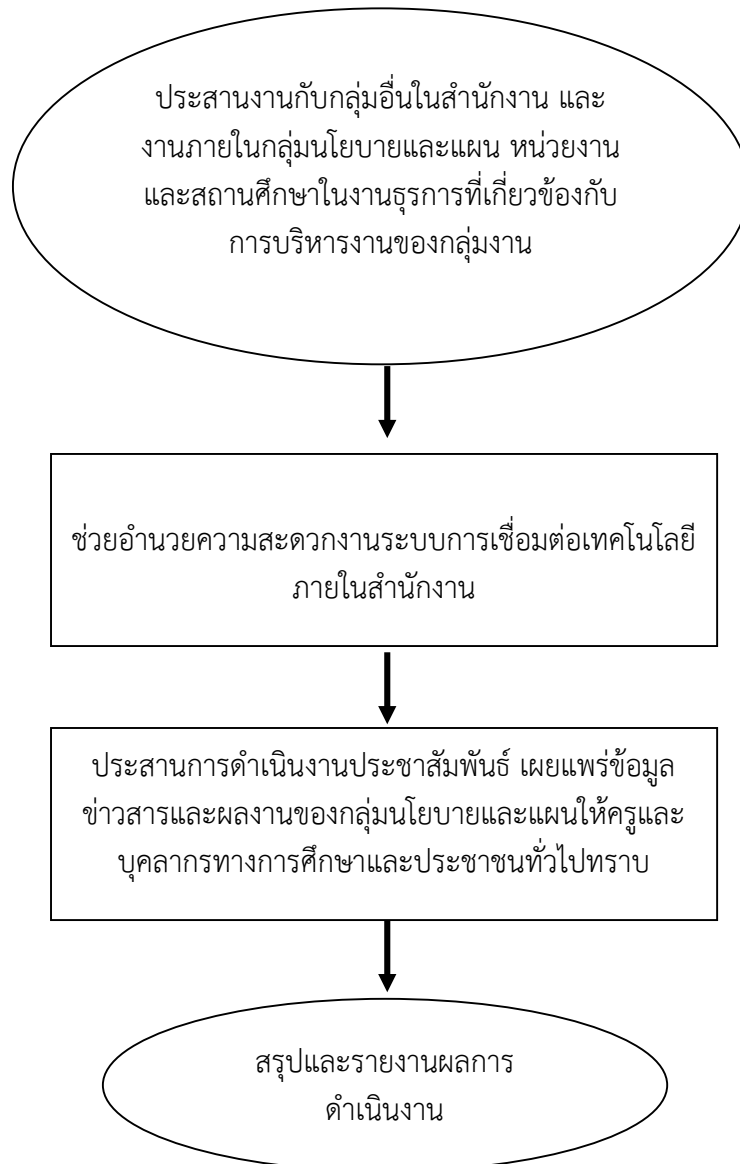 ประสานงานกับกลุ่มอื่นในสำนักงาน และ
งานภายในกลุ่มนโยบายและแผน หน่วยงาน
และสถานศึกษาในงานธุรการที่เกี่ยวข้องกับ
การบริหารงานของกลุ่มงาน
ช่วยอำนวยความสะดวกงานระบบการเชื่อมต่อเทคโนโลยี
ภายในสำนักงาน
ประสานการดำเนินงานประชาสัมพันธ์ เผยแพร่ข้อมูล
ข่าวสารและผลงานของกลุ่มนโยบายและแผนให้ครูและ
บุคลากรทางการศึกษาและประชาชนทั่วไปทราบ
สรุปและรายงานผลการ
ดำเนินงาน